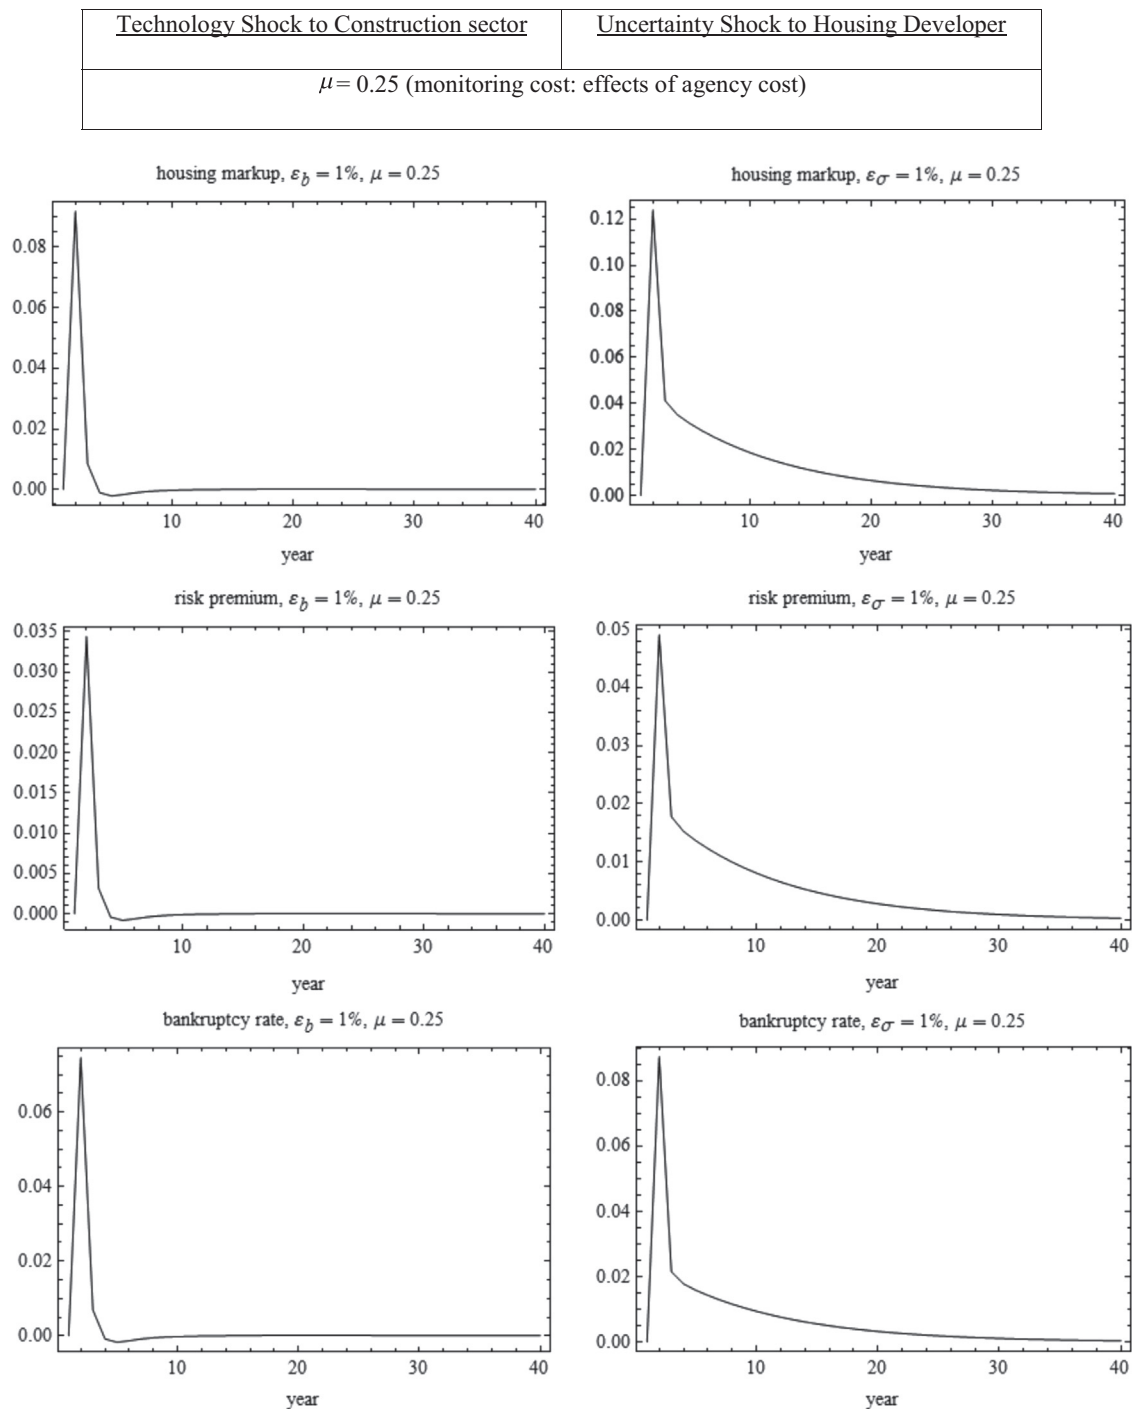 Technology Shock to Construction sector
Uncertainty Shock to Housing Developer
μ = 0.25 (monitoring cost: effects of agency cost)
housing markup, ε_b = 1%, μ = 0.25
0.08
0.06
0.04
0.02
0.00
10 20 30 40
year
housing markup, ε_σ = 1%, μ = 0.25
0.12
0.10
0.08
0.06
0.04
0.02
0.00
10 20 30 40
year
risk premium, ε_b = 1%, μ = 0.25
0.035
0.030
0.025
0.020
0.015
0.010
0.005
0.000
10 20 30 40
year
risk premium, ε_σ = 1%, μ = 0.25
0.05
0.04
0.03
0.02
0.01
0.00
10 20 30 40
year
bankruptcy rate, ε_b = 1%, μ = 0.25
0.06
0.04
0.02
0.00
10 20 30 40
year
bankruptcy rate, ε_σ = 1%, μ = 0.25
0.08
0.06
0.04
0.02
0.00
10 20 30 40
year